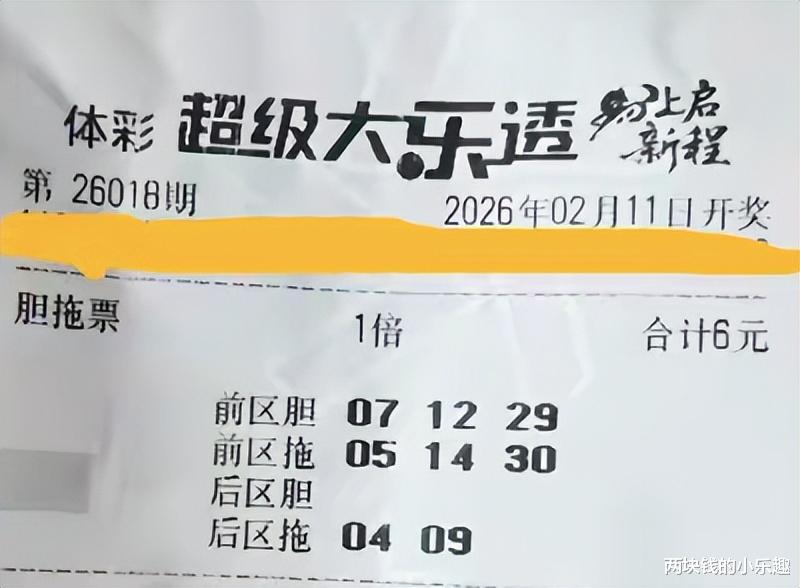 体彩 超级大乐透 马上启
新程
第 26018期 2026年02月11日开奖
胆拖票 1倍 合计6元
前区胆 07 12 29
前区拖 05 14 30
后区胆
后区拖 04 09
两块钱的小乐趣